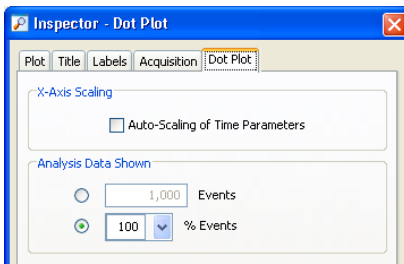 Inspector - Dot Plot
Plot Title Labels Acquisition Dot Plot
X-Axis Scaling
Auto-Scaling of Time Parameters
Analysis Data Shown
1,000 Events
100 % Events